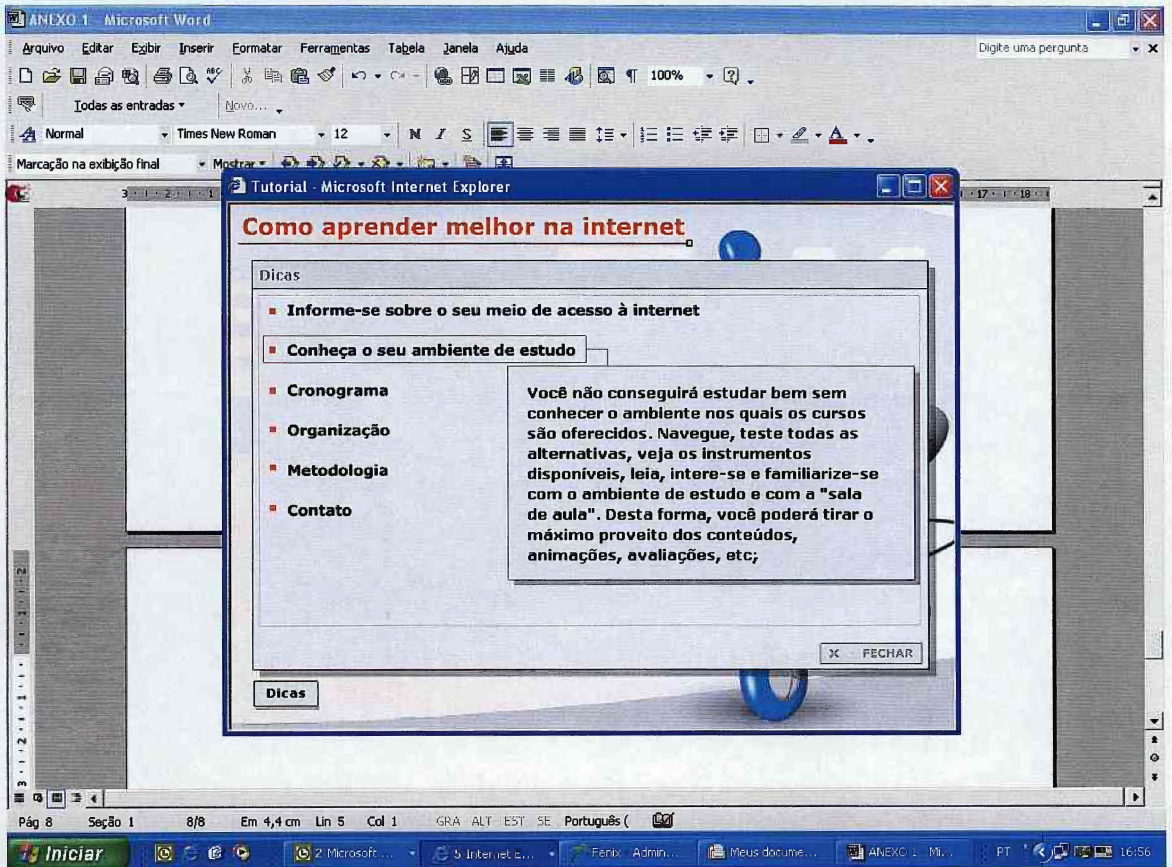 ANEXO 1 - Microsoft Word
Arquivo Editar Exibir Inserir Formatar Ferramentas Tabela Janela Ajuda
Digite uma pergunta
100%
Todas as entradas
Novo...
Normal
Times New Roman
12
N I S
Marcação na exibição final
Mostrar
Tutorial - Microsoft Internet Explorer
Como aprender melhor na internet
Dicas
Informe-se sobre o seu meio de acesso à internet
Conheça o seu ambiente de estudo
Cronograma
Organização
Metodologia
Contato
Você não conseguirá estudar bem sem
conhecer o ambiente nos quais os cursos
são oferecidos. Navegue, teste todas as
alternativas, veja os instrumentos
disponíveis, leia, intere-se e familiarize-se
com o ambiente de estudo e com a "sala
de aula". Desta forma, você poderá tirar o
máximo proveito dos conteúdos,
animações, avaliações, etc;
X FECHAR
Dicas
Pág 8 Seção 1 8/8 Em 4,4 cm Lin 5 Col 1 GRA ALT EST SE Português (
Iniciar
2 Microsoft ...
5 Internet E...
Fenix Admin...
Meus docume...
ANEXO 1 - Mi...
PT
16:56